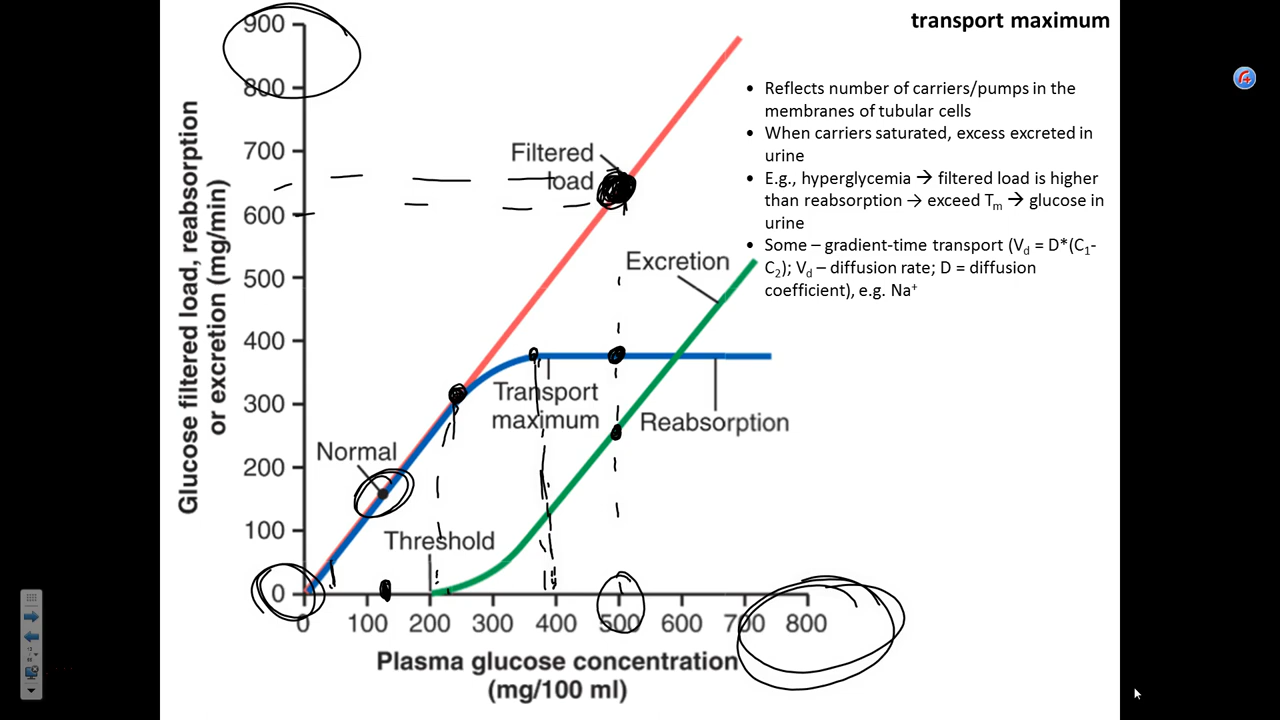 transport maximum
• Reflects number of carriers/pumps in the
membranes of tubular cells
• When carriers saturated, excess excreted in
urine
• E.g., hyperglycemia → filtered load is higher
than reabsorption → exceed Tm → glucose in
urine
• Some – gradient-time transport (Vd = D*(C1-
C2); Vd – diffusion rate; D = diffusion
coefficient), e.g. Na+
Glucose filtered load, reabsorption
or excretion (mg/min)
900
800
700
600
500
400
300
200
100
0
Filtered
load
Excretion
Transport
maximum
Reabsorption
Normal
Threshold
0 100 200 300 400 500 600 700 800
Plasma glucose concentration
(mg/100 ml)